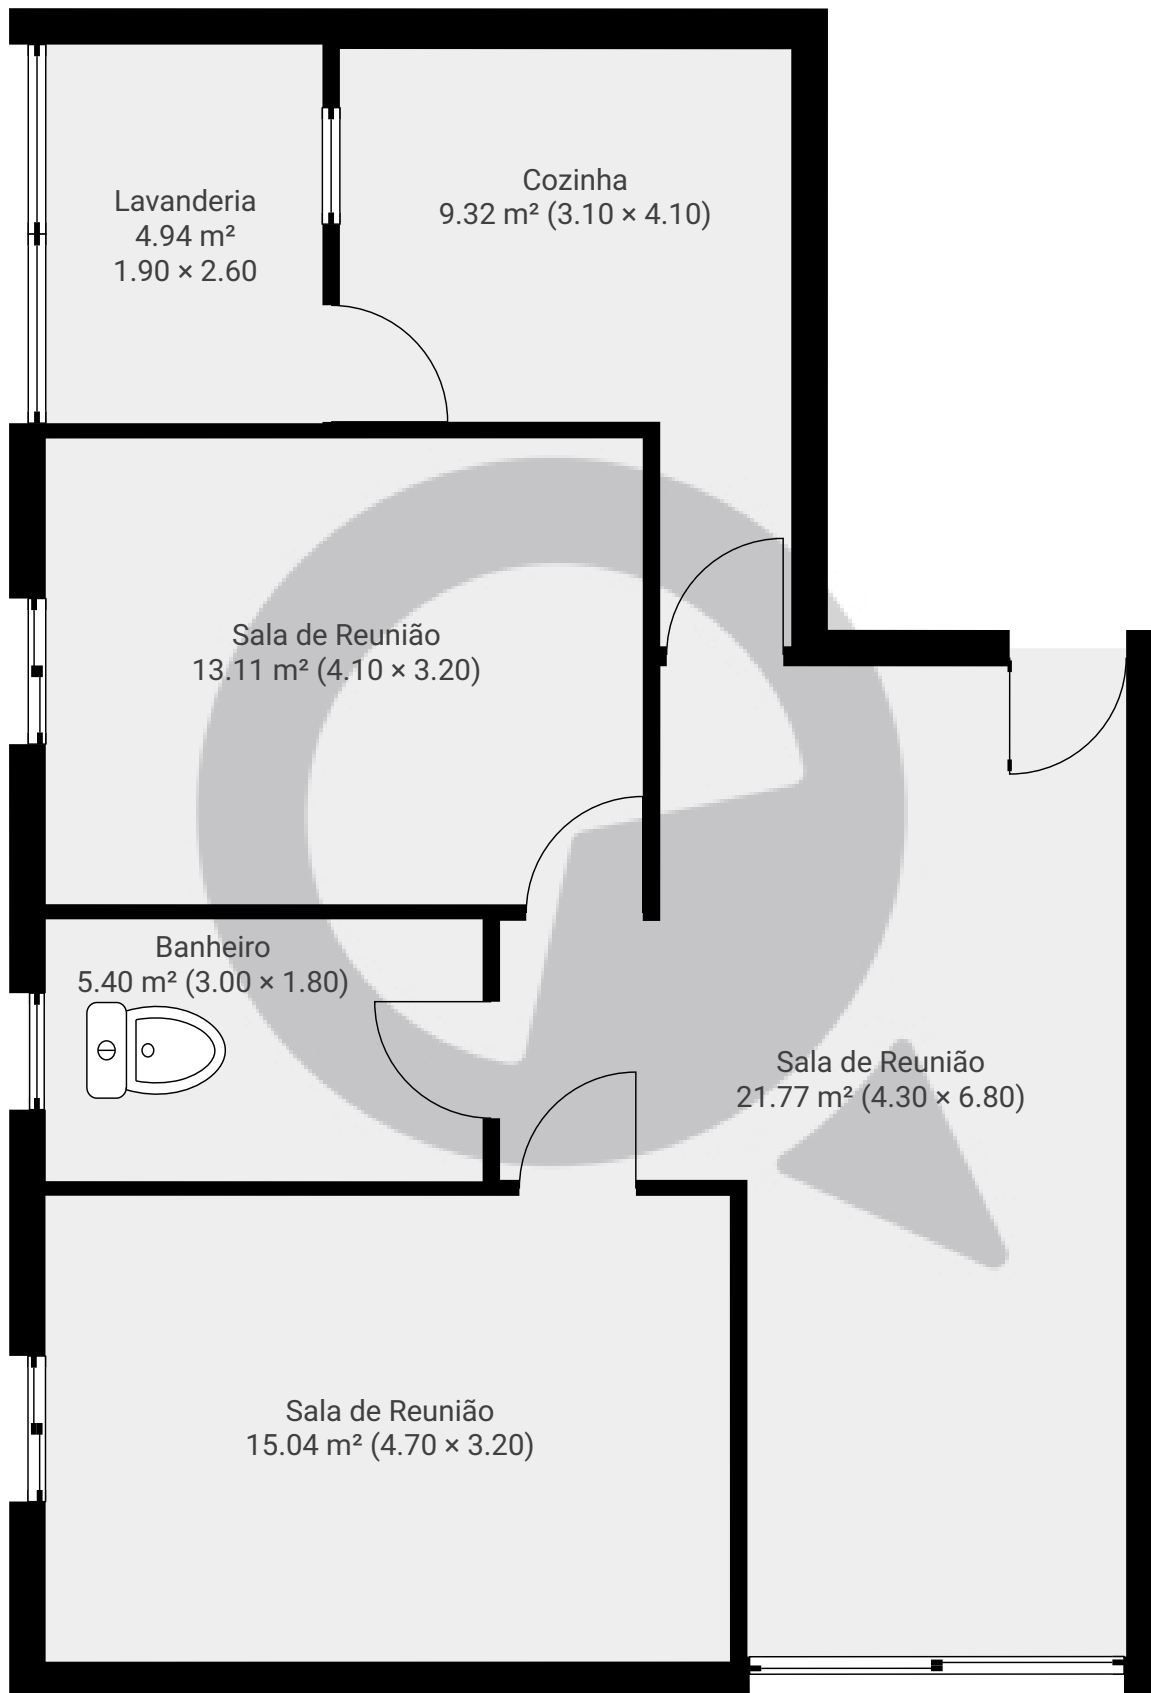 Lavanderia
4.94 m²
1.90 × 2.60
Cozinha
9.32 m² (3.10 × 4.10)
Sala de Reunião
13.11 m² (4.10 × 3.20)
Banheiro
5.40 m² (3.00 × 1.80)
Sala de Reunião
21.77 m² (4.30 × 6.80)
Sala de Reunião
15.04 m² (4.70 × 3.20)